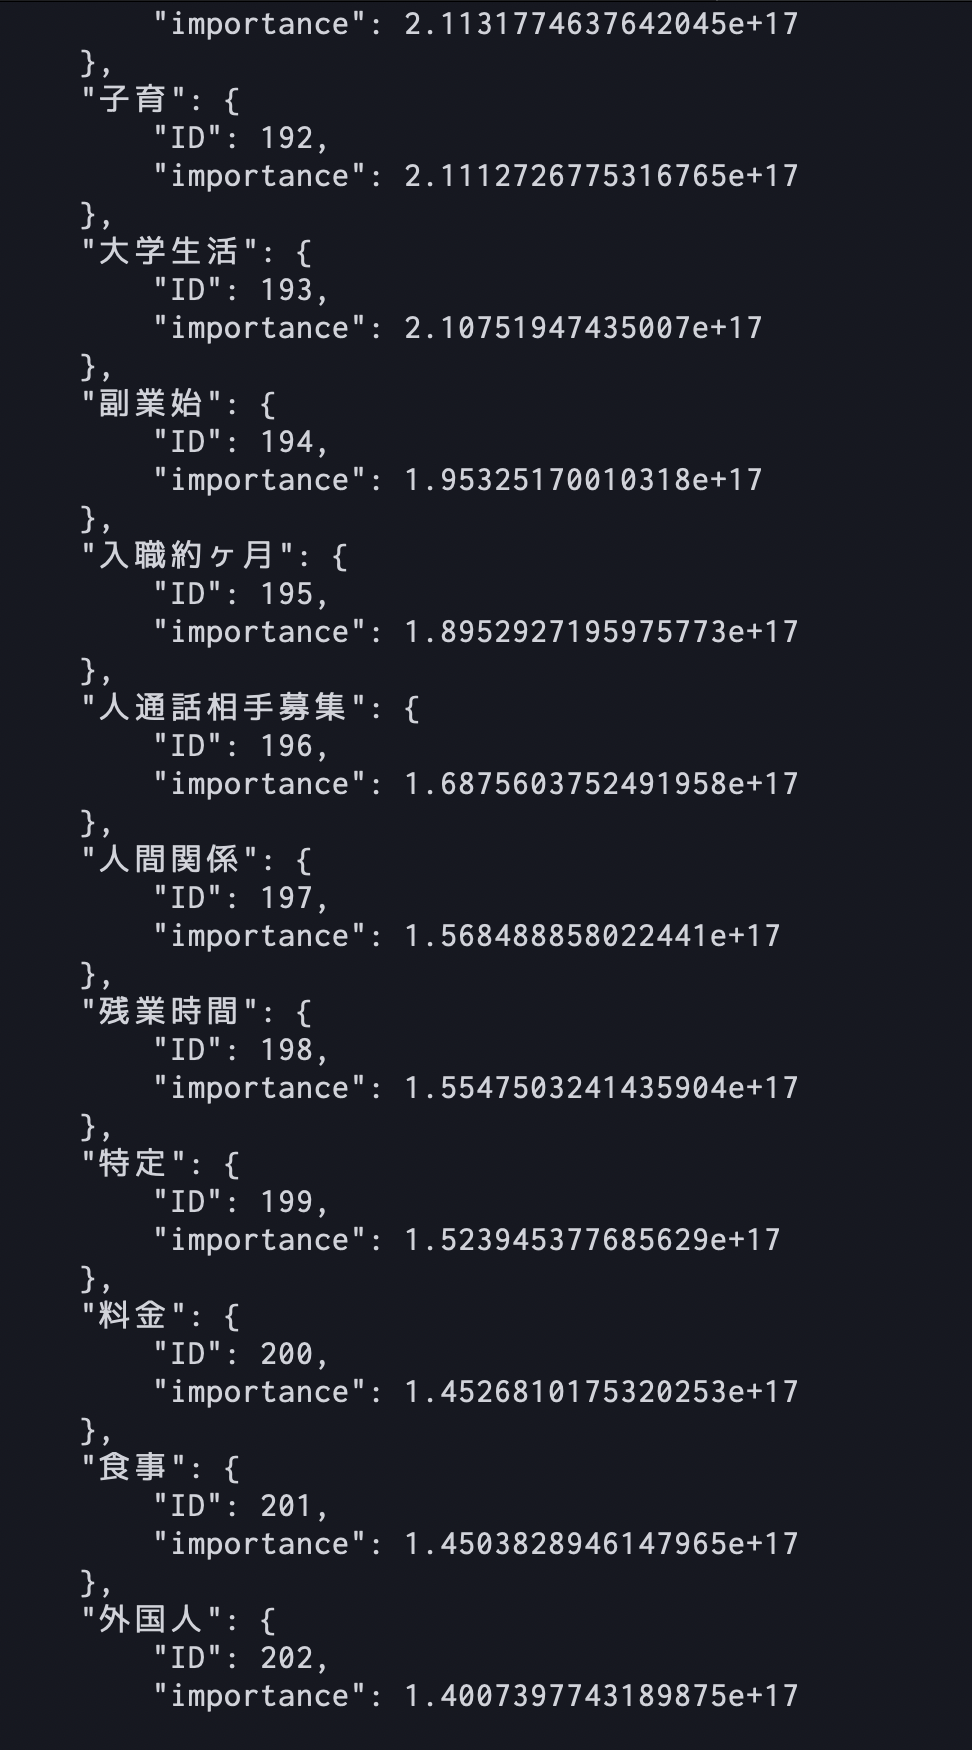 "importance": 2.1131774637642045e+17
},
"子育": {
"ID": 192,
"importance": 2.1112726775316765e+17
},
"大学生活": {
"ID": 193,
"importance": 2.10751947435007e+17
},
"副業始": {
"ID": 194,
"importance": 1.95325170010318e+17
},
"入職約ヶ月": {
"ID": 195,
"importance": 1.8952927195975773e+17
},
"人通話相手募集": {
"ID": 196,
"importance": 1.6875603752491958e+17
},
"人間関係": {
"ID": 197,
"importance": 1.568488858022441e+17
},
"残業時間": {
"ID": 198,
"importance": 1.5547503241435904e+17
},
"特定": {
"ID": 199,
"importance": 1.523945377685629e+17
},
"料金": {
"ID": 200,
"importance": 1.4526810175320253e+17
},
"食事": {
"ID": 201,
"importance": 1.4503828946147965e+17
},
"外国人": {
"ID": 202,
"importance": 1.4007397743189875e+17